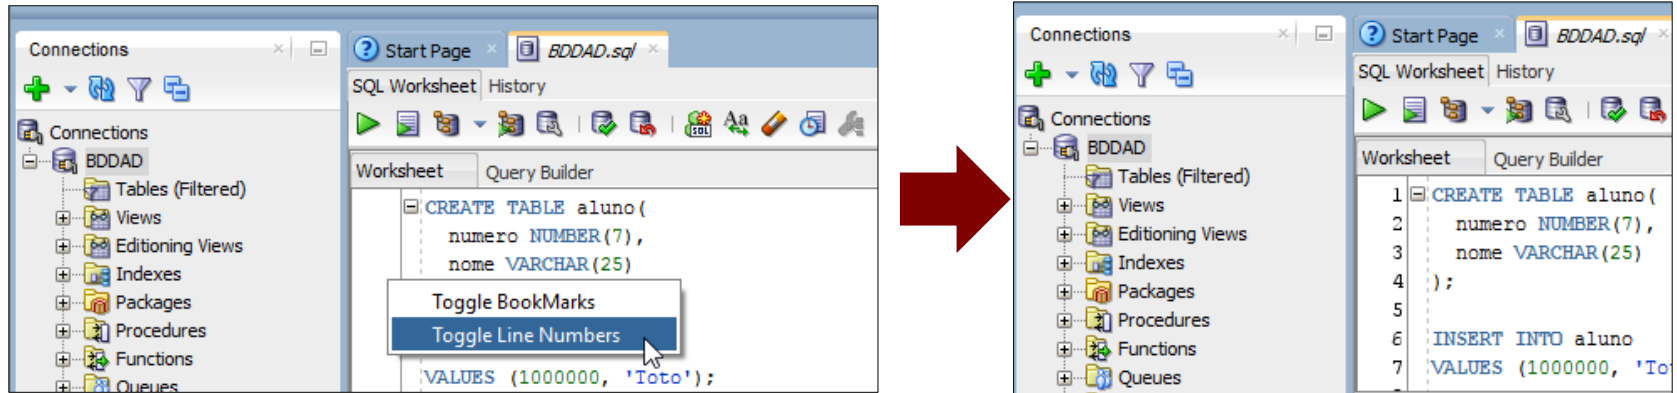 Connections
Start Page
BDDAD.sql
SQL Worksheet
History
Connections
BDDAD
Tables (Filtered)
Views
Editioning Views
Indexes
Packages
Procedures
Functions
Queues
Worksheet
Query Builder
CREATE TABLE aluno(
numero NUMBER(7),
nome VARCHAR(25)
Toggle BookMarks
Toggle Line Numbers
VALUES (1000000, 'Toto');
Connections
Start Page
BDDAD.sql
SQL Worksheet
History
Connections
BDDAD
Tables (Filtered)
Views
Editioning Views
Indexes
Packages
Procedures
Functions
Queues
Worksheet
Query Builder
1 CREATE TABLE aluno(
2 numero NUMBER(7),
3 nome VARCHAR(25)
4 );
5
6 INSERT INTO aluno
7 VALUES (1000000, 'To